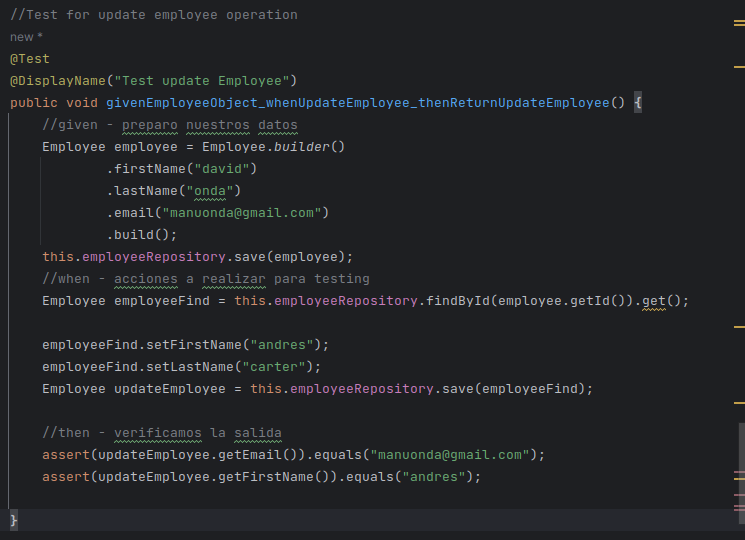 //Test for update employee operation
new *
@Test
@DisplayName("Test update Employee")
public void givenEmployeeObject_whenUpdateEmployee_thenReturnUpdateEmployee() {
    //given - preparo nuestros datos
    Employee employee = Employee.builder()
            .firstName("david")
            .lastName("onda")
            .email("manuonda@gmail.com")
            .build();
    this.employeeRepository.save(employee);
    //when - acciones a realizar para testing
    Employee employeeFind = this.employeeRepository.findById(employee.getId()).get();
    employeeFind.setFirstName("andres");
    employeeFind.setLastName("carter");
    Employee updateEmployee = this.employeeRepository.save(employeeFind);
    //then - verificamos la salida
    assert(updateEmployee.getEmail()).equals("manuonda@gmail.com");
    assert(updateEmployee.getFirstName()).equals("andres");
}